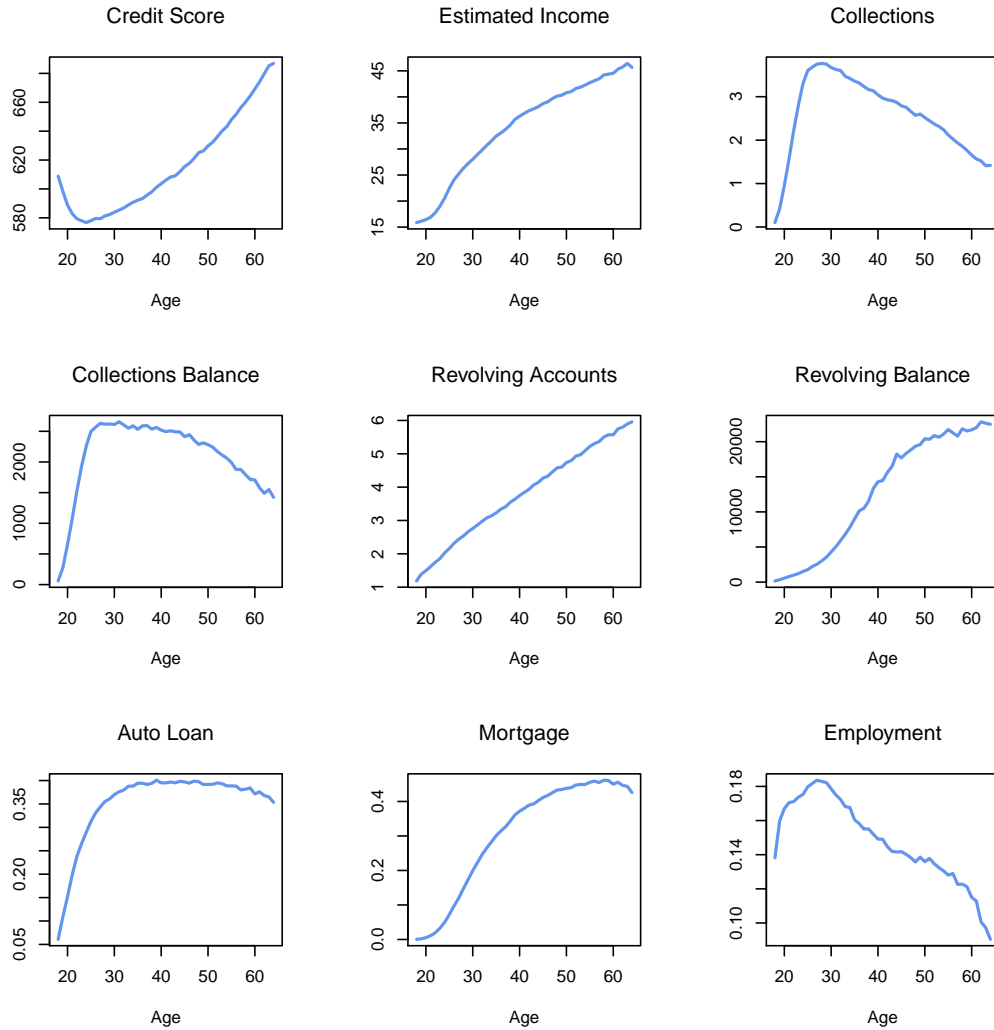 Credit Score
Estimated Income
Collections
580 620 660
15 25 35 45
0 1 2 3
20 30 40 50 60
20 30 40 50 60
20 30 40 50 60
Age
Age
Age
Collections Balance
Revolving Accounts
Revolving Balance
0 1000 2000
1 2 3 4 5 6
0 10000 20000
20 30 40 50 60
20 30 40 50 60
20 30 40 50 60
Age
Age
Age
Auto Loan
Mortgage
Employment
0.05 0.20 0.35
0.0 0.2 0.4
0.10 0.14 0.18
20 30 40 50 60
20 30 40 50 60
20 30 40 50 60
Age
Age
Age